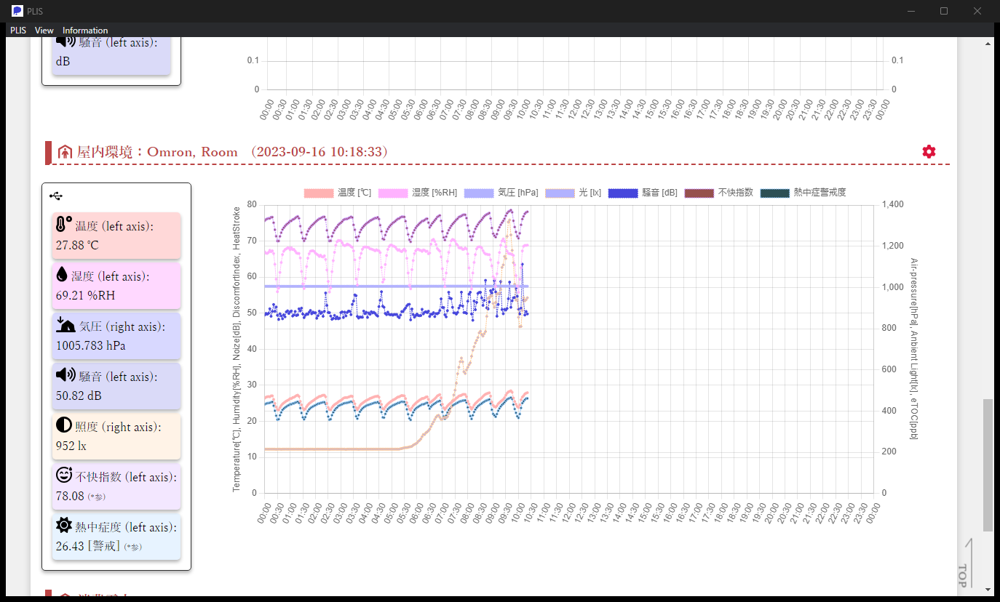 PLIS
PLIS View Information
騒音 (left axis):
dB
0.1 0.1
0 0
00:00 00:30 01:00 01:30 02:00 02:30 03:00 03:30 04:00 04:30 05:00 05:30 06:00 06:30 07:00 07:30 08:00 08:30 09:00 09:30 10:00 10:30 11:00 11:30 12:00 12:30 13:00 13:30 14:00 14:30 15:00 15:30 16:00 16:30 17:00 17:30 18:00 18:30 19:00 19:30 20:00 20:30 21:00 21:30 22:00 22:30 23:00 23:30 00:00
屋内環境：Omron, Room （2023-09-16 10:18:33）
温度 (left axis):
27.88 ℃
湿度 (left axis):
69.21 %RH
気圧 (right axis):
1005.783 hPa
騒音 (left axis):
50.82 dB
照度 (right axis):
952 lx
不快指数 (left axis):
78.08 (*参)
熱中症度 (left axis):
26.43 [警戒] (*参)
温度 [℃] 湿度 [%RH] 気圧 [hPa] 光 [lx] 騒音 [dB] 不快指数 熱中症警戒度
Temperature[℃], Humidity[%RH], Noize[dB], DiscomfortIndex, HeatStroke
80
70
60
50
40
30
20
10
0
1,400
1,200
1,000
800
600
400
200
0
Air-pressure[hPa], Anbient Light[lx], eTOC[ppb]
00:00 00:30 01:00 01:30 02:00 02:30 03:00 03:30 04:00 04:30 05:00 05:30 06:00 06:30 07:00 07:30 08:00 08:30 09:00 09:30 10:00 10:30 11:00 11:30 12:00 12:30 13:00 13:30 14:00 14:30 15:00 15:30 16:00 16:30 17:00 17:30 18:00 18:30 19:00 19:30 20:00 20:30 21:00 21:30 22:00 22:30 23:00 23:30 00:00
TOP